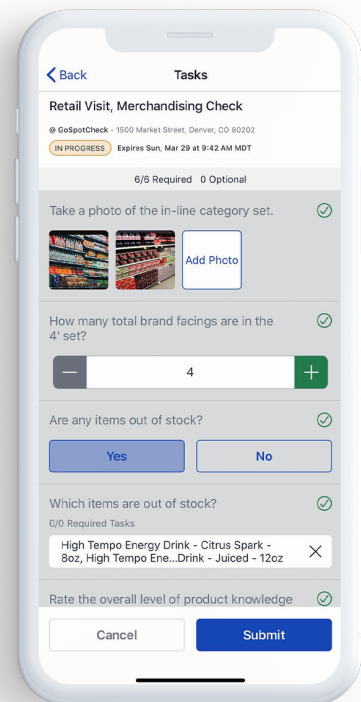 Back
Tasks
Retail Visit, Merchandising Check
@ GoSpotCheck - 1500 Market Street, Denver, CO 80202
IN PROGRESS Expires Sun, Mar 29 at 9:42 AM MDT
6/6 Required 0 Optional
Take a photo of the in-line category set.
Add Photo
How many total brand facings are in the
4' set?
4
Are any items out of stock?
Yes
No
Which items are out of stock?
0/0 Required Tasks
High Tempo Energy Drink - Citrus Spark -
8oz, High Tempo Ene...Drink - Juiced - 12oz
Rate the overall level of product knowledge
Cancel
Submit